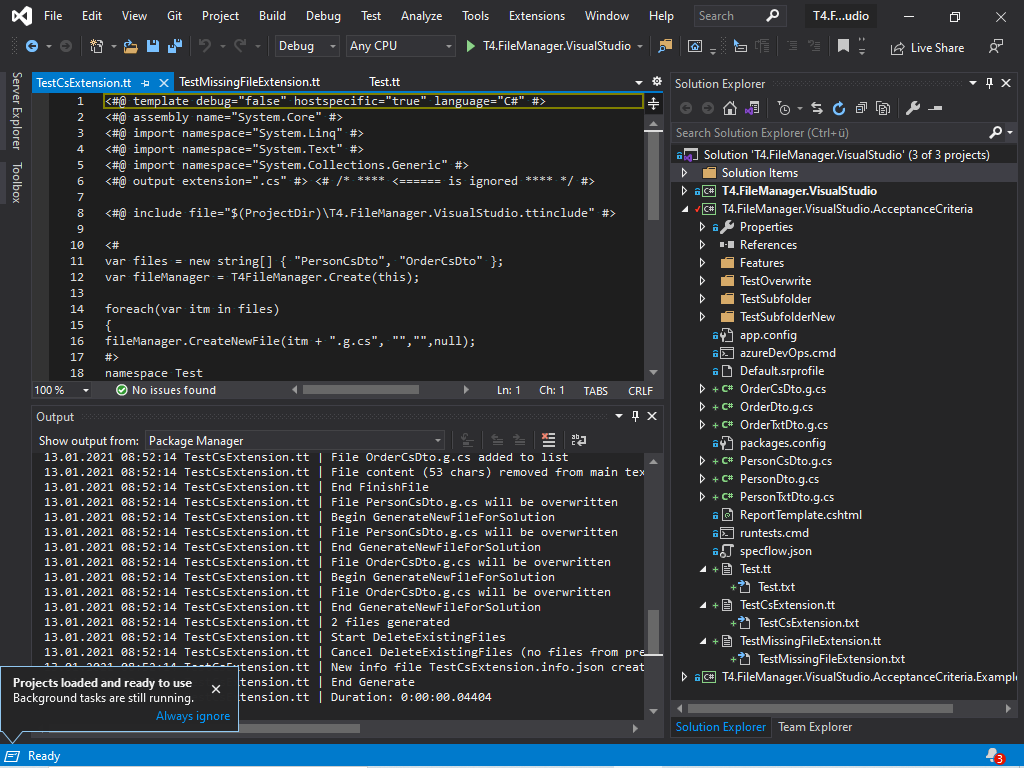 File Edit View Git Project Build Debug Test Analyze Tools Extensions Window Help Search T4.F...udio
Debug Any CPU T4.FileManager.VisualStudio Live Share
Server Explorer
Toolbox
TestCsExtension.tt TestMissingFileExtension.tt Test.tt
1 <#@ template debug="false" hostspecific="true" language="C#" #>
2 <#@ assembly name="System.Core" #>
3 <#@ import namespace="System.Linq" #>
4 <#@ import namespace="System.Text" #>
5 <#@ import namespace="System.Collections.Generic" #>
6 <#@ output extension=".cs" #> <# /* **** <====== is ignored **** */ #>
7
8 <#@ include file="$(ProjectDir)\T4.FileManager.VisualStudio.ttinclude" #>
9
10 <#
11 var files = new string[] { "PersonCsDto", "OrderCsDto" };
12 var fileManager = T4FileManager.Create(this);
13
14 foreach(var itm in files)
15 {
16 fileManager.CreateNewFile(itm + ".g.cs", "","",null);
17 #>
18 namespace Test
100 % No issues found Ln: 1 Ch: 1 TABS CRLF
Output
Show output from: Package Manager
13.01.2021 08:52:14 TestCsExtension.tt | File OrderCsDto.g.cs added to list
13.01.2021 08:52:14 TestCsExtension.tt | File content (53 chars) removed from main tex
13.01.2021 08:52:14 TestCsExtension.tt | End FinishFile
13.01.2021 08:52:14 TestCsExtension.tt | File PersonCsDto.g.cs will be overwritten
13.01.2021 08:52:14 TestCsExtension.tt | Begin GenerateNewFileForSolution
13.01.2021 08:52:14 TestCsExtension.tt | File PersonCsDto.g.cs will be overwritten
13.01.2021 08:52:14 TestCsExtension.tt | End GenerateNewFileForSolution
13.01.2021 08:52:14 TestCsExtension.tt | File OrderCsDto.g.cs will be overwritten
13.01.2021 08:52:14 TestCsExtension.tt | Begin GenerateNewFileForSolution
13.01.2021 08:52:14 TestCsExtension.tt | File OrderCsDto.g.cs will be overwritten
13.01.2021 08:52:14 TestCsExtension.tt | End GenerateNewFileForSolution
13.01.2021 08:52:14 TestCsExtension.tt | 2 files generated
13.01.2021 08:52:14 TestCsExtension.tt | Start DeleteExistingFiles
13.01.2021 08:52:14 TestCsExtension.tt | Cancel DeleteExistingFiles (no files from pre
13.01.2021 08:52:14 TestCsExtension.tt | New info file TestCsExtension.info.json creat
Extension.tt | End Generate
Extension.tt | Duration: 0:00:00.04404
Projects loaded and ready to use
Background tasks are still running.
Always ignore
Solution Explorer
Search Solution Explorer (Ctrl+ü)
Solution 'T4.FileManager.VisualStudio' (3 of 3 projects)
Solution Items
T4.FileManager.VisualStudio
T4.FileManager.VisualStudio.AcceptanceCriteria
Properties
References
Features
TestOverwrite
TestSubfolder
TestSubfolderNew
app.config
azureDevOps.cmd
Default.srprofile
OrderCsDto.g.cs
OrderDto.g.cs
OrderTxtDto.g.cs
packages.config
PersonCsDto.g.cs
PersonDto.g.cs
PersonTxtDto.g.cs
ReportTemplate.cshtml
runtests.cmd
specflow.json
Test.tt
Test.txt
TestCsExtension.tt
TestCsExtension.txt
TestMissingFileExtension.tt
TestMissingFileExtension.txt
T4.FileManager.VisualStudio.AcceptanceCriteria.Example
Solution Explorer Team Explorer
Ready 3